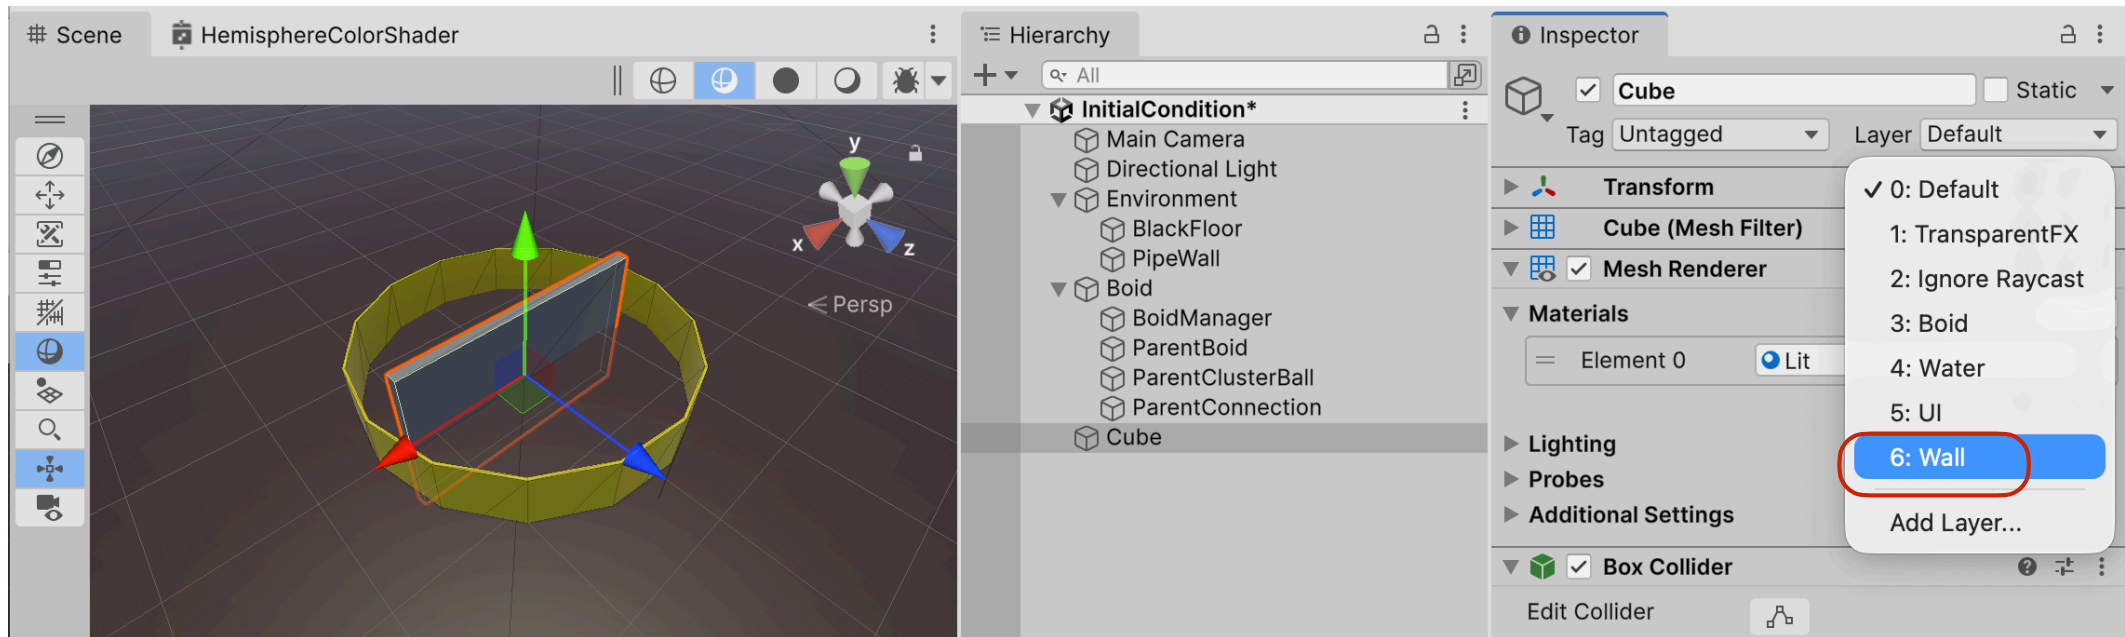 Scene
HemisphereColorShader
y
x
z
Persp
Hierarchy
All
InitialCondition*
Main Camera
Directional Light
Environment
BlackFloor
PipeWall
Boid
BoidManager
ParentBoid
ParentClusterBall
ParentConnection
Cube
Inspector
Cube
Static
Tag Untagged
Layer Default
Transform
Cube (Mesh Filter)
Mesh Renderer
Materials
Element 0
Lit
Lighting
Probes
Additional Settings
Box Collider
Edit Collider
0: Default
1: TransparentFX
2: Ignore Raycast
3: Boid
4: Water
5: UI
6: Wall
Add Layer...